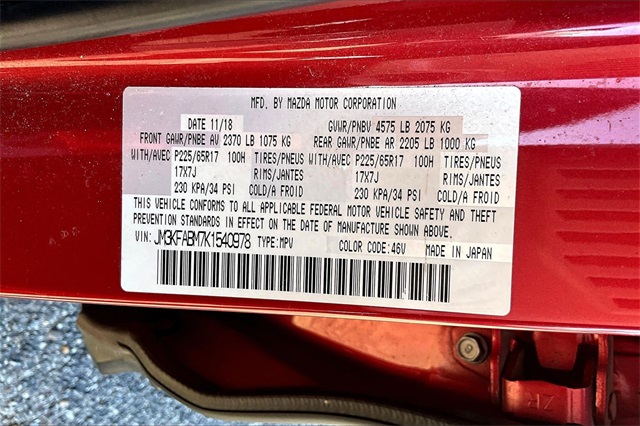 MFD. BY MAZDA MOTOR CORPORATION
DATE 11/18 GVWR/PNBV 4575 LB 2075 KG
FRONT GAWR/PNBE AV 2370 LB 1075 KG REAR GAWR/PNBE AR 2205 LB 1000 KG
WITH/AVEC P225/65R17 100H TIRES/PNEUS WITH/AVEC P225/65R17 100H TIRES/PNEUS
17X7J RIMS/JANTES 17X7J RIMS/JANTES
230 KPA/34 PSI COLD/A FROID 230 KPA/34 PSI COLD/A FROID
THIS VEHICLE CONFORMS TO ALL APPLICABLE FEDERAL MOTOR VEHICLE SAFETY AND THEFT
PREVENTION STANDARDS IN EFFECT ON THE DATE OF MANUFACTURE SHOWN ABOVE.
VIN: JM3KFABM7K1540978 TYPE:MPV COLOR CODE:46V MADE IN JAPAN